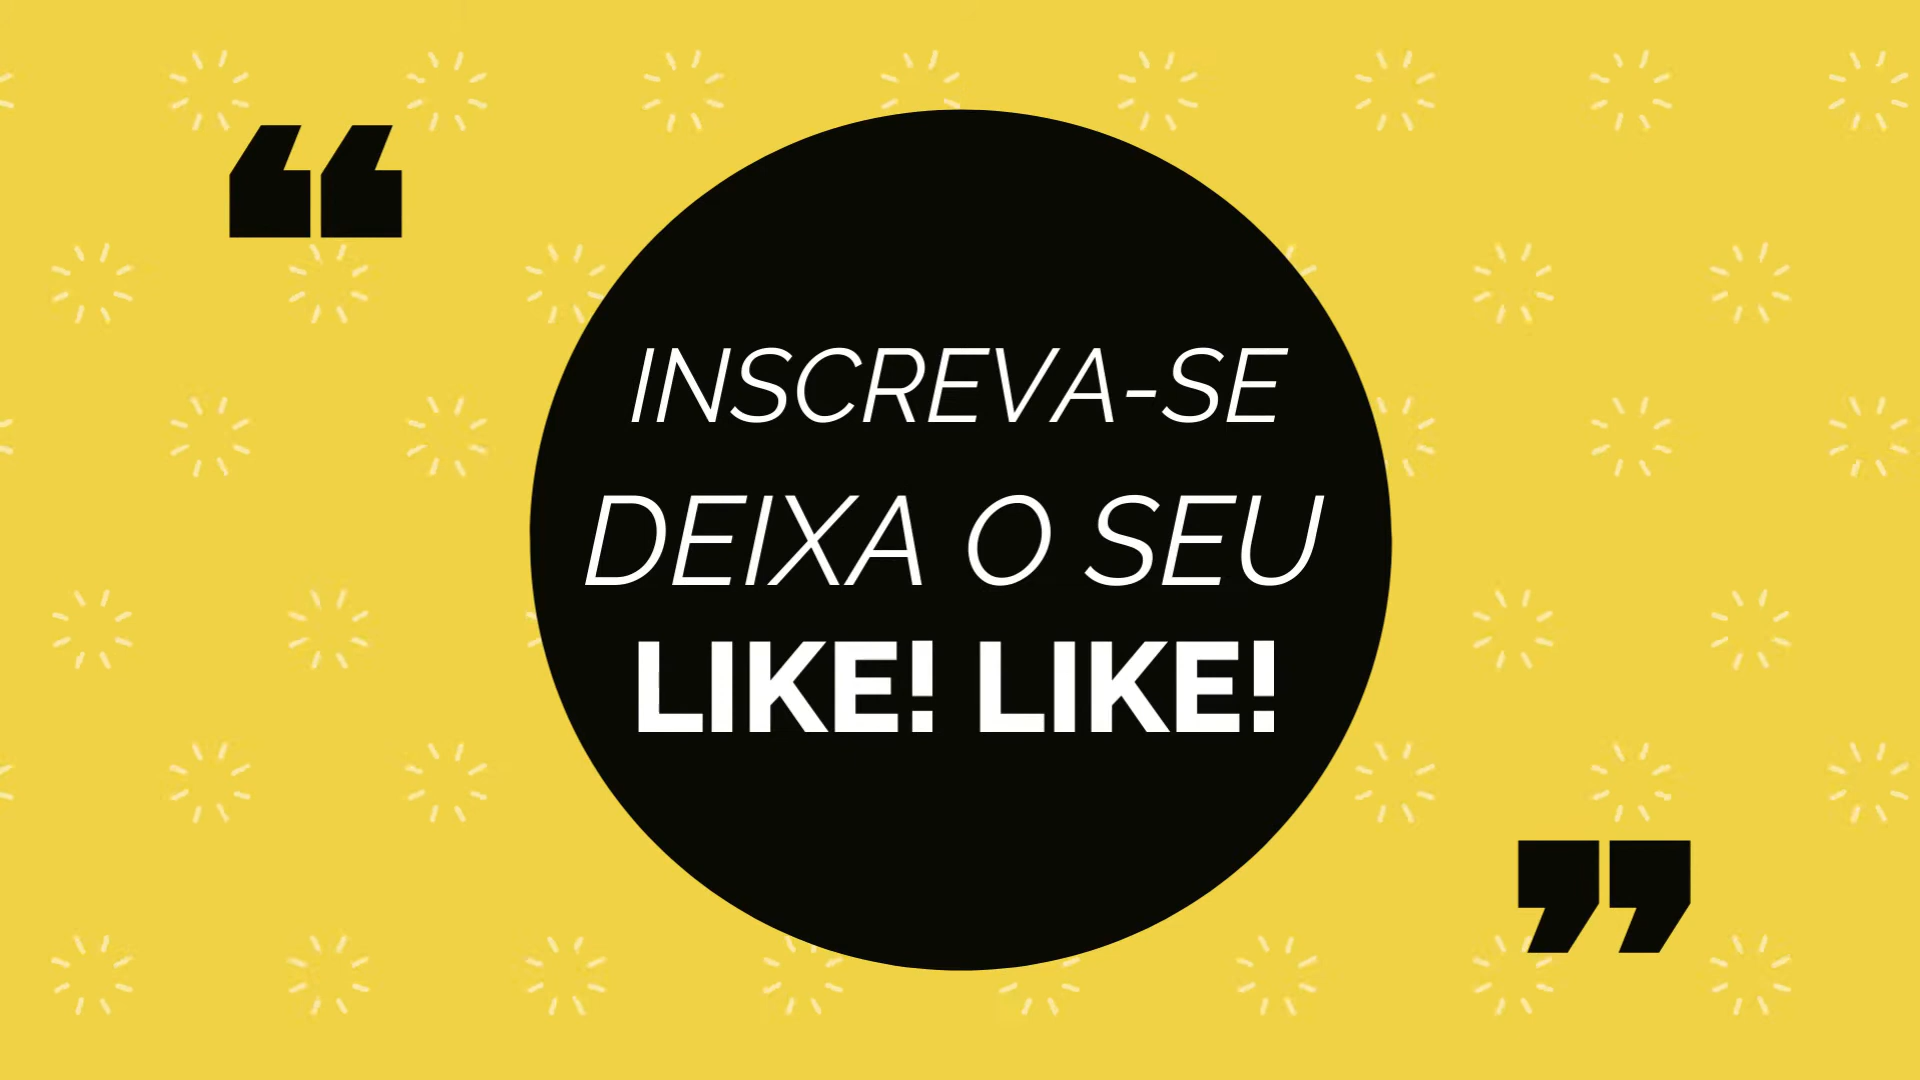 “
INSCREVA-SE
DEIXA O SEU
LIKE! LIKE!
”